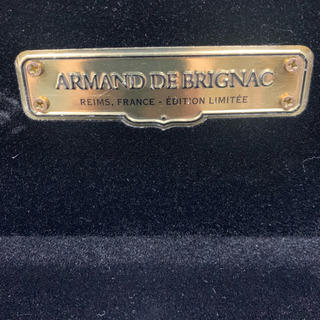 ARMAND DE BRIGNAC
REIMS, FRANCE - ÉDITION LIMITÉE